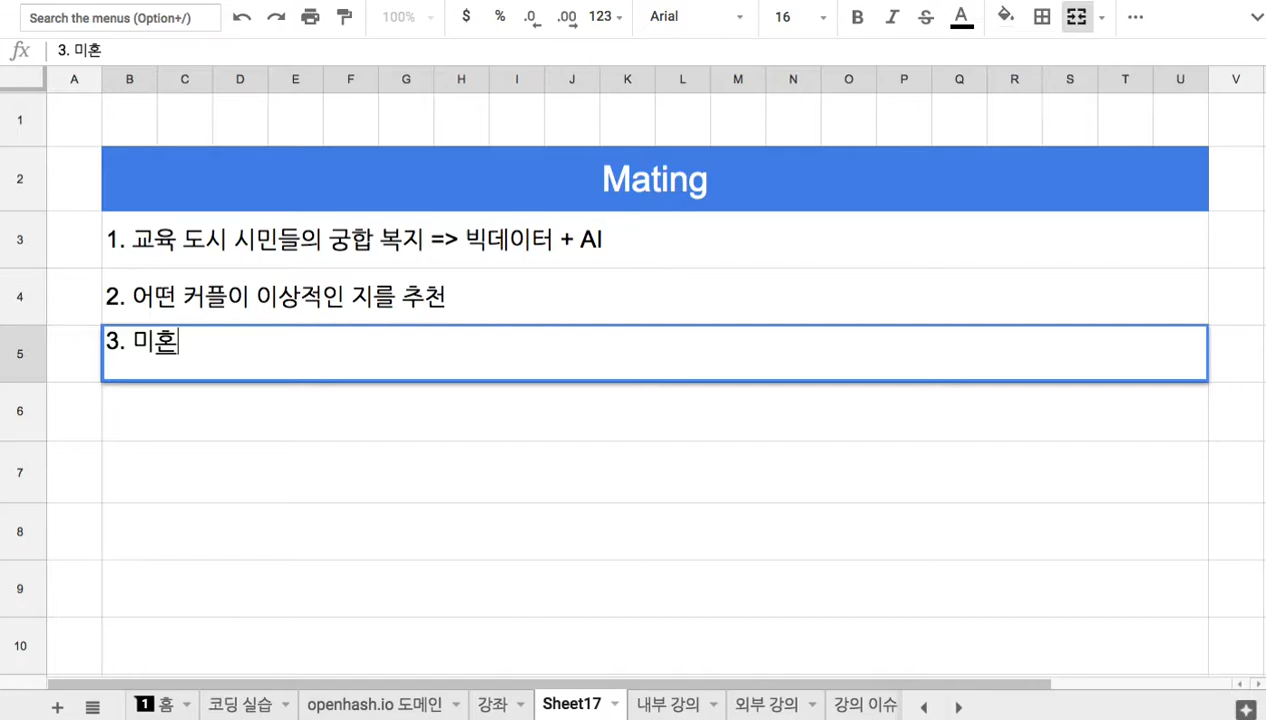 Search the menus (Option+/) 100% $ % .0 .00 123 Arial 16 B I S A
fx 3. 미혼
A B C D E F G H I J K L M N O P Q R S T U V
1
2 Mating
3 1. 교육 도시 시민들의 궁합 복지 => 빅데이터 + AI
4 2. 어떤 커플이 이상적인 지를 추천
5 3. 미혼
6
7
8
9
10
+ 1 홈 코딩 실습 openhash.io 도메인 강좌 Sheet17 내부 강의 외부 강의 강의 이슈